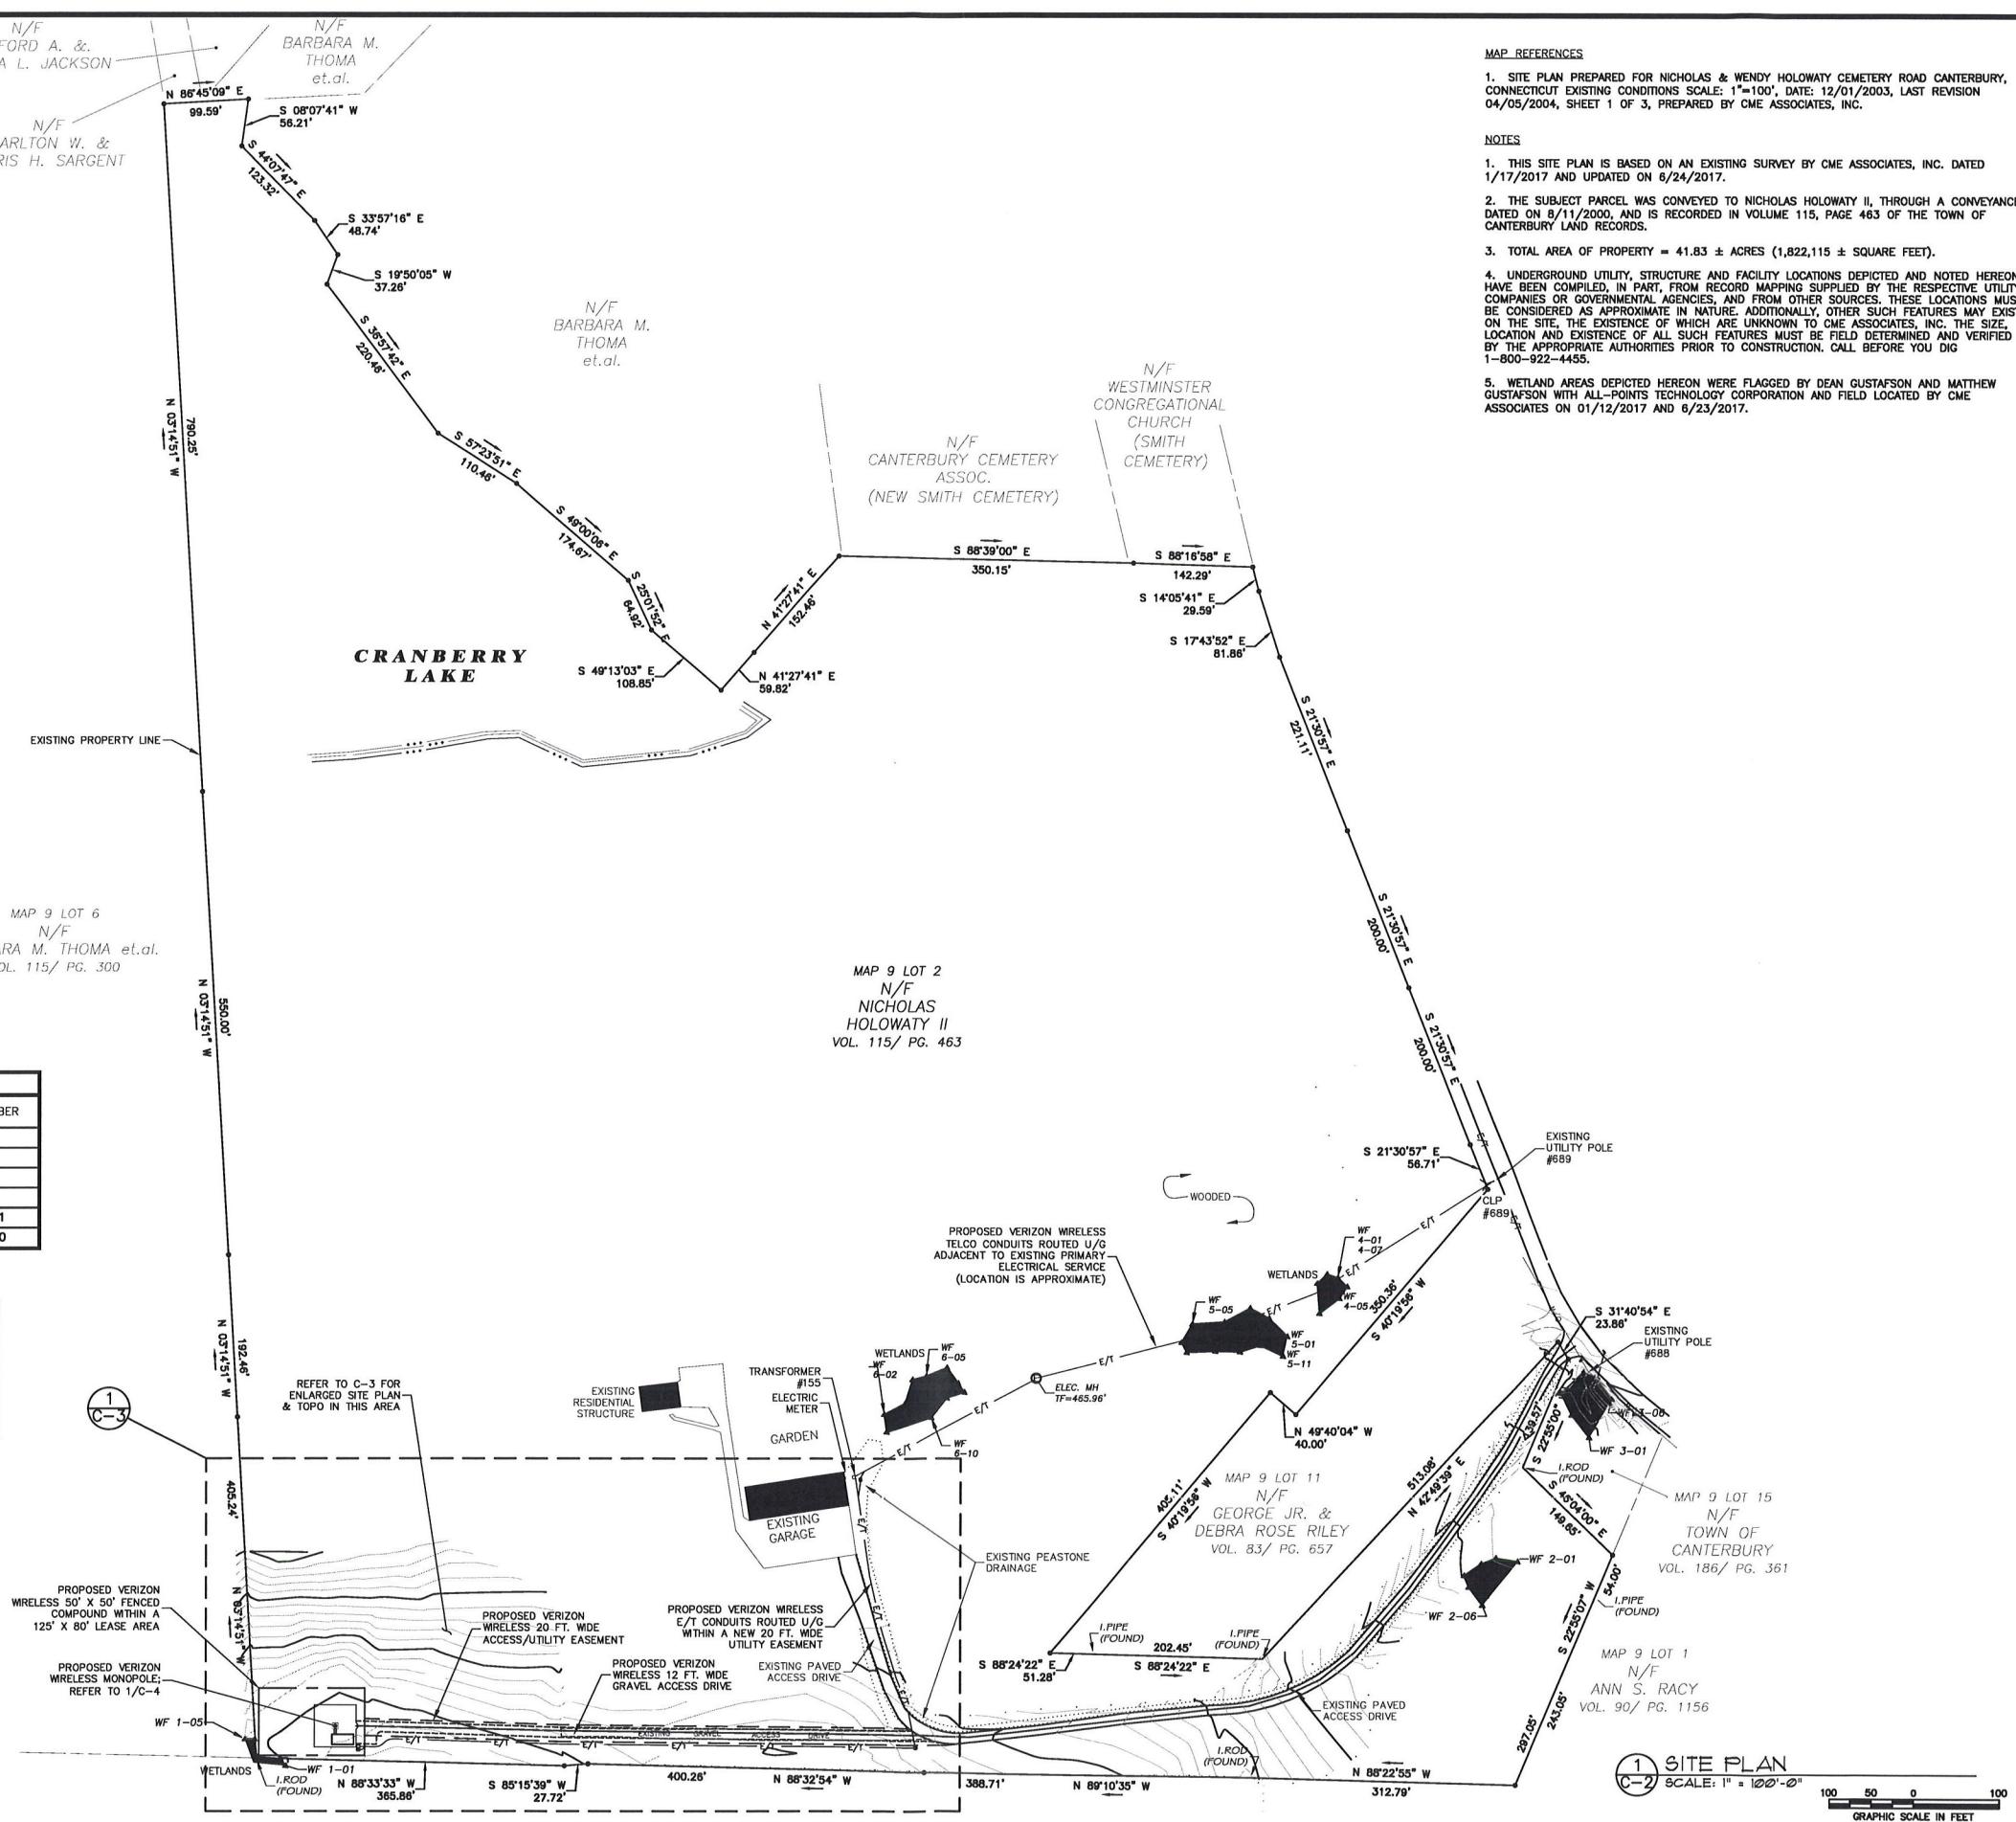 N/F
FORD A. &.
A L. JACKSON
N/F
BARBARA M.
THOMA
et.al.
N/F
ARLTON W. &
RIS H. SARGENT
N 86°45'09" E
99.59'
S 08°07'41" W
56.21'
S 44°07'47" E
123.32'
S 33°57'16" E
48.74'
S 19°50'05" W
37.26'
S 36°57'42" E
220.46'
S 57°23'51" E
110.46'
S 49°00'06" E
174.67'
S 25°01'52" E
64.92'
S 49°13'03" E
108.85'
N 41°27'41" E
59.82'
N 41°27'41" E
152.46'
N/F
BARBARA M.
THOMA
et.al.
N/F
CANTERBURY CEMETERY
ASSOC.
(NEW SMITH CEMETERY)
N/F
WESTMINSTER
CONGREGATIONAL
CHURCH
(SMITH
CEMETERY)
S 88°39'00" E
350.15'
S 88°16'58" E
142.29'
S 14°05'41" E
29.59'
S 17°43'52" E
81.86'
S 21°30'57" E
221.11'
S 21°30'57" E
200.00'
S 21°30'57" E
200.00'
S 21°30'57" E
56.71'
MAP REFERENCES
1. SITE PLAN PREPARED FOR NICHOLAS & WENDY HOLOWATY CEMETERY ROAD CANTERBURY,
CONNECTICUT EXISTING CONDITIONS SCALE: 1"=100', DATE: 12/01/2003, LAST REVISION
04/05/2004, SHEET 1 OF 3, PREPARED BY CME ASSOCIATES, INC.
NOTES
1. THIS SITE PLAN IS BASED ON AN EXISTING SURVEY BY CME ASSOCIATES, INC. DATED
1/17/2017 AND UPDATED ON 6/24/2017.
2. THE SUBJECT PARCEL WAS CONVEYED TO NICHOLAS HOLOWATY II, THROUGH A CONVEYANC
DATED ON 8/11/2000, AND IS RECORDED IN VOLUME 115, PAGE 463 OF THE TOWN OF
CANTERBURY LAND RECORDS.
3. TOTAL AREA OF PROPERTY = 41.83 ± ACRES (1,822,115 ± SQUARE FEET).
4. UNDERGROUND UTILITY, STRUCTURE AND FACILITY LOCATIONS DEPICTED AND NOTED HEREON
HAVE BEEN COMPILED, IN PART, FROM RECORD MAPPING SUPPLIED BY THE RESPECTIVE UTILIT
COMPANIES OR GOVERNMENTAL AGENCIES, AND FROM OTHER SOURCES. THESE LOCATIONS MUS
BE CONSIDERED AS APPROXIMATE IN NATURE. ADDITIONALLY, OTHER SUCH FEATURES MAY EXIS
ON THE SITE, THE EXISTENCE OF WHICH ARE UNKNOWN TO CME ASSOCIATES, INC. THE SIZE,
LOCATION AND EXISTENCE OF ALL SUCH FEATURES MUST BE FIELD DETERMINED AND VERIFIED
BY THE APPROPRIATE AUTHORITIES PRIOR TO CONSTRUCTION. CALL BEFORE YOU DIG
1-800-922-4455.
5. WETLAND AREAS DEPICTED HEREON WERE FLAGGED BY DEAN GUSTAFSON AND MATTHEW
GUSTAFSON WITH ALL-POINTS TECHNOLOGY CORPORATION AND FIELD LOCATED BY CME
ASSOCIATES ON 01/12/2017 AND 6/23/2017.
790.25'
N 03°14'51" W
CRANBERRY
LAKE
EXISTING PROPERTY LINE
MAP 9 LOT 6
N/F
ARA M. THOMA et.al.
OL. 115/ PG. 300
550.00'
N 03°14'51" W
MAP 9 LOT 2
N/F
NICHOLAS
HOLOWATY II
VOL. 115/ PG. 463
BER
1
0
192.46'
N 03°14'51" W
REFER TO C-3 FOR
ENLARGED SITE PLAN
& TOPO IN THIS AREA
1
C-3
405.24'
N 03°14'51" W
EXISTING
UTILITY POLE
#689
CLP
#689
WOODED
PROPOSED VERIZON WIRELESS
TELCO CONDUITS ROUTED U/G
ADJACENT TO EXISTING PRIMARY
ELECTRICAL SERVICE
(LOCATION IS APPROXIMATE)
WF
4-01
4-07
WETLANDS
WF
4-05
E/T
E/T
E/T
E/T
E/T
E/T
E/T
E/T
WF
5-05
WF
5-01
WF
5-11
350.36'
S 40°19'56" W
S 31°40'54" E
23.86'
EXISTING
UTILITY POLE
#688
WETLANDS
WF
6-05
WF
6-02
WF
6-10
ELEC. MH
TF=465.96'
TRANSFORMER
#155
ELECTRIC
METER
EXISTING
RESIDENTIAL
STRUCTURE
GARDEN
EXISTING
GARAGE
N 49°40'04" W
40.00'
405.11'
S 40°19'56" W
MAP 9 LOT 11
N/F
GEORGE JR. &
DEBRA ROSE RILEY
VOL. 83/ PG. 657
513.08'
N 42°49'39" E
439.57'
S 22°55'00" W
WF 3-06
WF 3-01
I.ROD
(FOUND)
S 45°04'00" E
149.65'
MAP 9 LOT 15
N/F
TOWN OF
CANTERBURY
VOL. 186/ PG. 361
WF 2-01
WF 2-06
54.00'
S 22°55'07" W
I.PIPE
(FOUND)
MAP 9 LOT 1
N/F
ANN S. RACY
VOL. 90/ PG. 1156
243.05'
297.05'
EXISTING PEASTONE
DRAINAGE
PROPOSED VERIZON
WIRELESS 50' X 50' FENCED
COMPOUND WITHIN A
125' X 80' LEASE AREA
PROPOSED VERIZON
WIRELESS MONOPOLE;
REFER TO 1/C-4
WF 1-05
WETLANDS
WF 1-01
I.ROD
(FOUND)
PROPOSED VERIZON
WIRELESS 20 FT. WIDE
ACCESS/UTILITY EASEMENT
PROPOSED VERIZON
WIRELESS 12 FT. WIDE
GRAVEL ACCESS DRIVE
PROPOSED VERIZON WIRELESS
E/T CONDUITS ROUTED U/G
WITHIN A NEW 20 FT. WIDE
UTILITY EASEMENT
EXISTING PAVED
ACCESS DRIVE
E/T
E/T
E/T
EXISTING GRAVEL ACCESS DRIVE
E/T
E/T
E/T
E/T
E/T
I.PIPE
(FOUND)
202.45'
I.PIPE
(FOUND)
S 88°24'22" E
51.28'
S 88°24'22" E
EXISTING PAVED
ACCESS DRIVE
I.ROD
(FOUND)
N 88°33'33" W
365.86'
S 85°15'39" W
27.72'
400.26'
N 88°32'54" W
388.71'
N 89°10'35" W
N 88°22'55" W
312.79'
1
C-2
SITE PLAN
SCALE: 1" = 100'-0"
100 50 0 100
GRAPHIC SCALE IN FEET